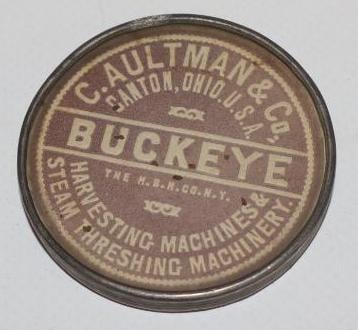 C. AULTMAN & Co,
CANTON, OHIO. U.S.A.
BUCKEYE
THE M.B.H.CO.N.Y.
HARVESTING MACHINES &
STEAM THRESHING MACHINERY.